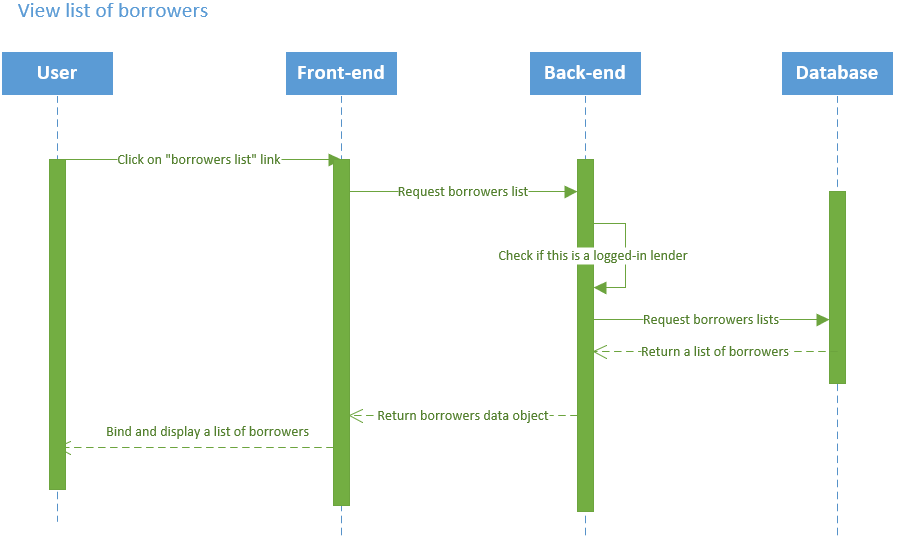 View list of borrowers
User
Front-end
Back-end
Database
Click on "borrowers list" link
Request borrowers list
Check if this is a logged-in lender
Request borrowers lists
Return a list of borrowers
Return borrowers data object
Bind and display a list of borrowers